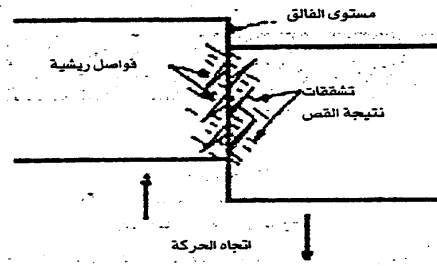 مستوى الفالق
فواصل ريشية
تشققات
نتيجة القص
اتجاه الحركة